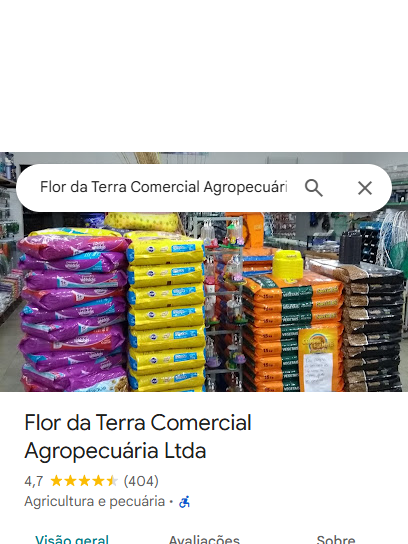 Flor da Terra Comercial Agropecuári
Flor da Terra Comercial
Agropecuária Ltda
4,7 (404)
Agricultura e pecuária ·
Visão geral Avaliações Sobre